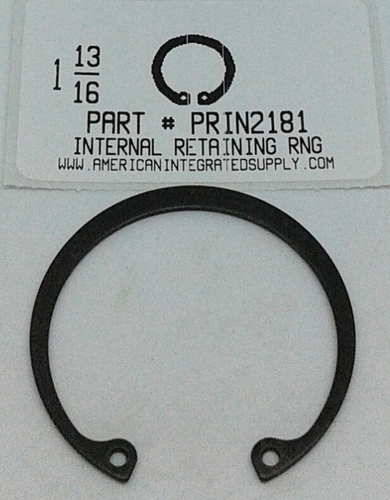 1 13/16
PART # PRIN2181
INTERNAL RETAINING RNG
WWW.AMERICANINTEGRATEDSUPPLY.COM